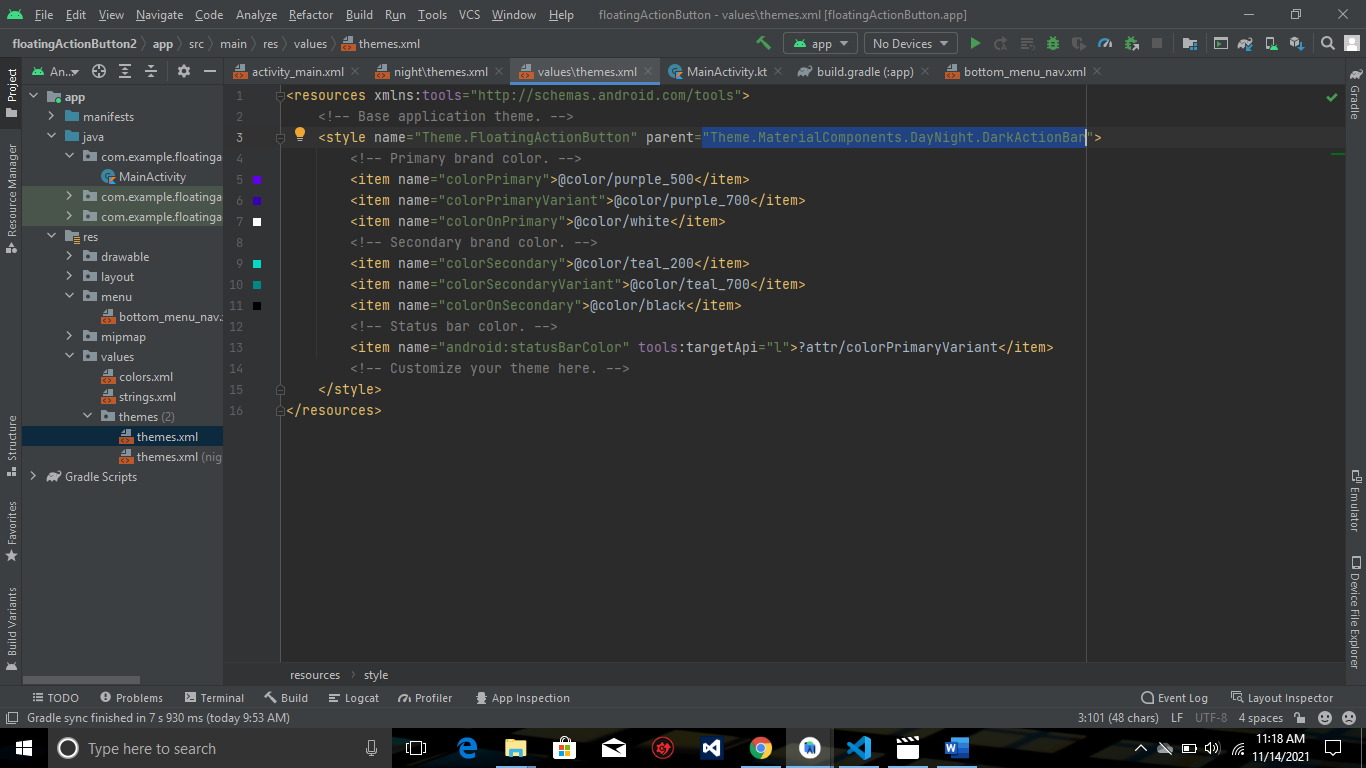 File Edit View Navigate Code Analyze Refactor Build Run Tools VCS Window Help floatingActionButton - values\themes.xml [floatingActionButton.app]
floatingActionButton2 app src main res values themes.xml app No Devices
Project An... activity_main.xml night\themes.xml values\themes.xml MainActivity.kt build.gradle (:app) bottom_menu_nav.xml
app
manifests
java
com.example.floatinga
MainActivity
com.example.floatinga
com.example.floatinga
res
drawable
layout
menu
bottom_menu_nav.
mipmap
values
colors.xml
strings.xml
themes (2)
themes.xml
themes.xml (nig
Gradle Scripts
Resource Manager
Structure
Favorites
Build Variants
1 <resources xmlns:tools="http://schemas.android.com/tools">
2 <!-- Base application theme. -->
3 <style name="Theme.FloatingActionButton" parent="Theme.MaterialComponents.DayNight.DarkActionBar">
4 <!-- Primary brand color. -->
5 <item name="colorPrimary">@color/purple_500</item>
6 <item name="colorPrimaryVariant">@color/purple_700</item>
7 <item name="colorOnPrimary">@color/white</item>
8 <!-- Secondary brand color. -->
9 <item name="colorSecondary">@color/teal_200</item>
10 <item name="colorSecondaryVariant">@color/teal_700</item>
11 <item name="colorOnSecondary">@color/black</item>
12 <!-- Status bar color. -->
13 <item name="android:statusBarColor" tools:targetApi="l">?attr/colorPrimaryVariant</item>
14 <!-- Customize your theme here. -->
15 </style>
16 </resources>
Gradle
Emulator
Device File Explorer
resources style
TODO Problems Terminal Build Logcat Profiler App Inspection Event Log Layout Inspector
Gradle sync finished in 7 s 930 ms (today 9:53 AM) 3:101 (48 chars) LF UTF-8 4 spaces
Type here to search 11:18 AM
11/14/2021